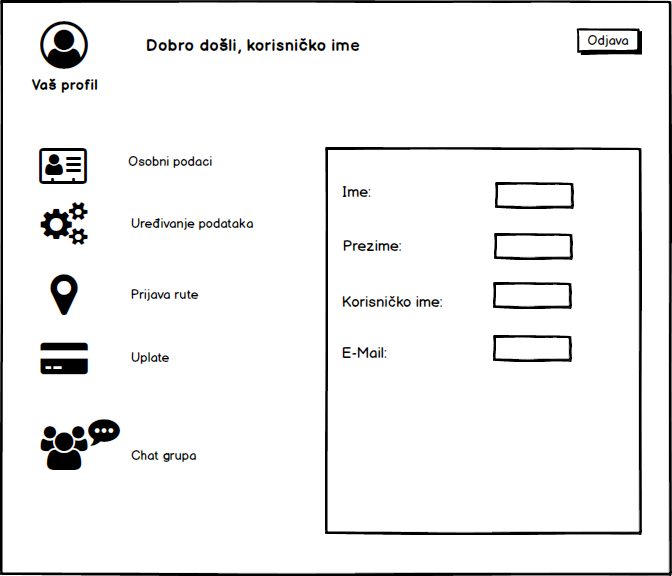 Dobro došli, korisničko ime
Odjava
Vaš profil
Osobni podaci
Uređivanje podataka
Prijava rute
Uplate
Chat grupa
Ime:
Prezime:
Korisničko ime:
E-Mail: